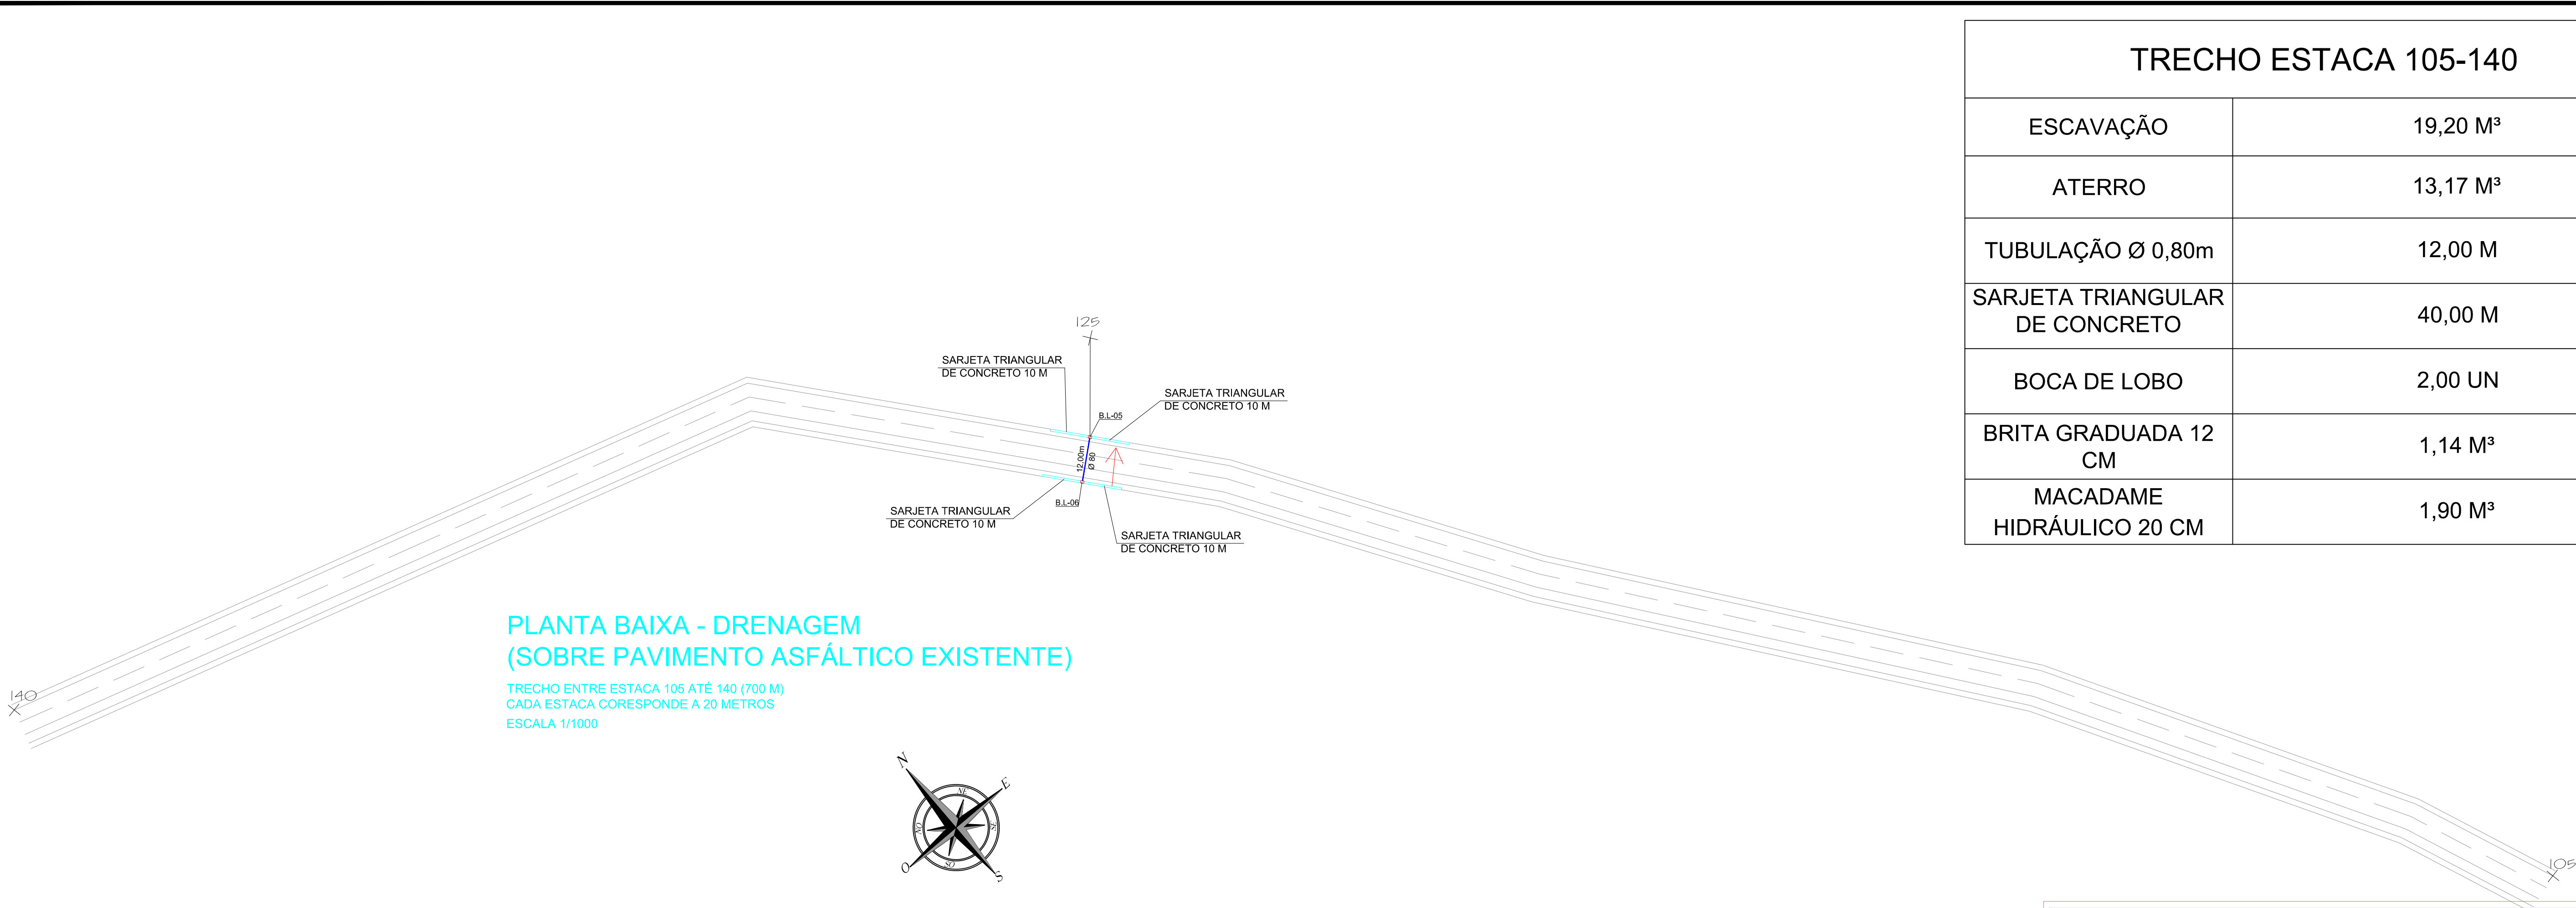 TRECHO ESTACA 105-140
ESCAVAÇÃO 19,20 M³
ATERRO 13,17 M³
TUBULAÇÃO Ø 0,80m 12,00 M
SARJETA TRIANGULAR
DE CONCRETO
40,00 M
BOCA DE LOBO 2,00 UN
BRITA GRADUADA 12
CM
1,14 M³
MACADAME
HIDRÁULICO 20 CM
1,90 M³
125
SARJETA TRIANGULAR
DE CONCRETO 10 M
SARJETA TRIANGULAR
DE CONCRETO 10 M
B.L-05
12.00m
Ø 80
B.L-06
SARJETA TRIANGULAR
DE CONCRETO 10 M
SARJETA TRIANGULAR
DE CONCRETO 10 M
PLANTA BAIXA - DRENAGEM
(SOBRE PAVIMENTO ASFÁLTICO EXISTENTE)
TRECHO ENTRE ESTACA 105 ATÉ 140 (700 M)
CADA ESTACA CORESPONDE A 20 METROS
ESCALA 1/1000
140
N
E
NE
NO
SE
SO
O
S
105